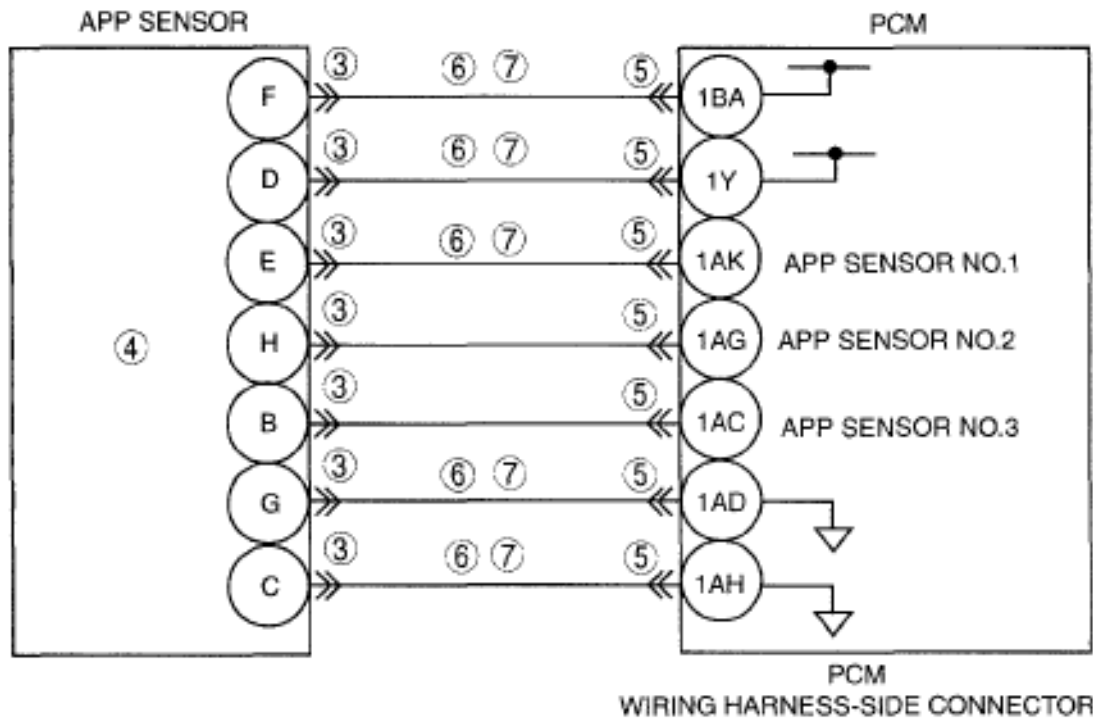 APP SENSOR
PCM
F ③ ⑥ ⑦ ⑤ 1BA
D ③ ⑥ ⑦ ⑤ 1Y
E ③ ⑥ ⑦ ⑤ 1AK APP SENSOR NO.1
④
H ③ ⑤ 1AG APP SENSOR NO.2
B ③ ⑤ 1AC APP SENSOR NO.3
G ③ ⑥ ⑦ ⑤ 1AD
C ③ ⑥ ⑦ ⑤ 1AH
PCM
WIRING HARNESS-SIDE CONNECTOR